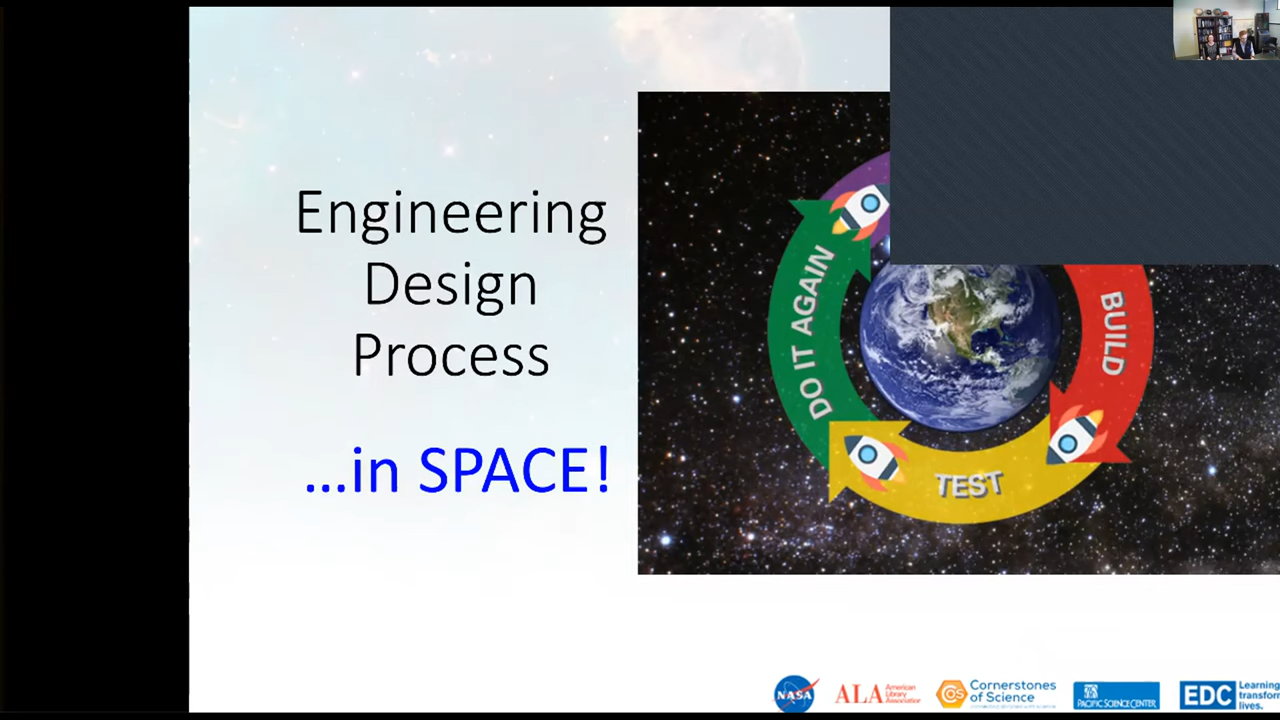 Engineering
Design
Process
...in SPACE!
DO IT AGAIN
BUILD
TEST
NASA
ALA American
Library
Association
Cornerstones
of Science
PACIFIC SCIENCE CENTER
EDC Learning
transform
lives.